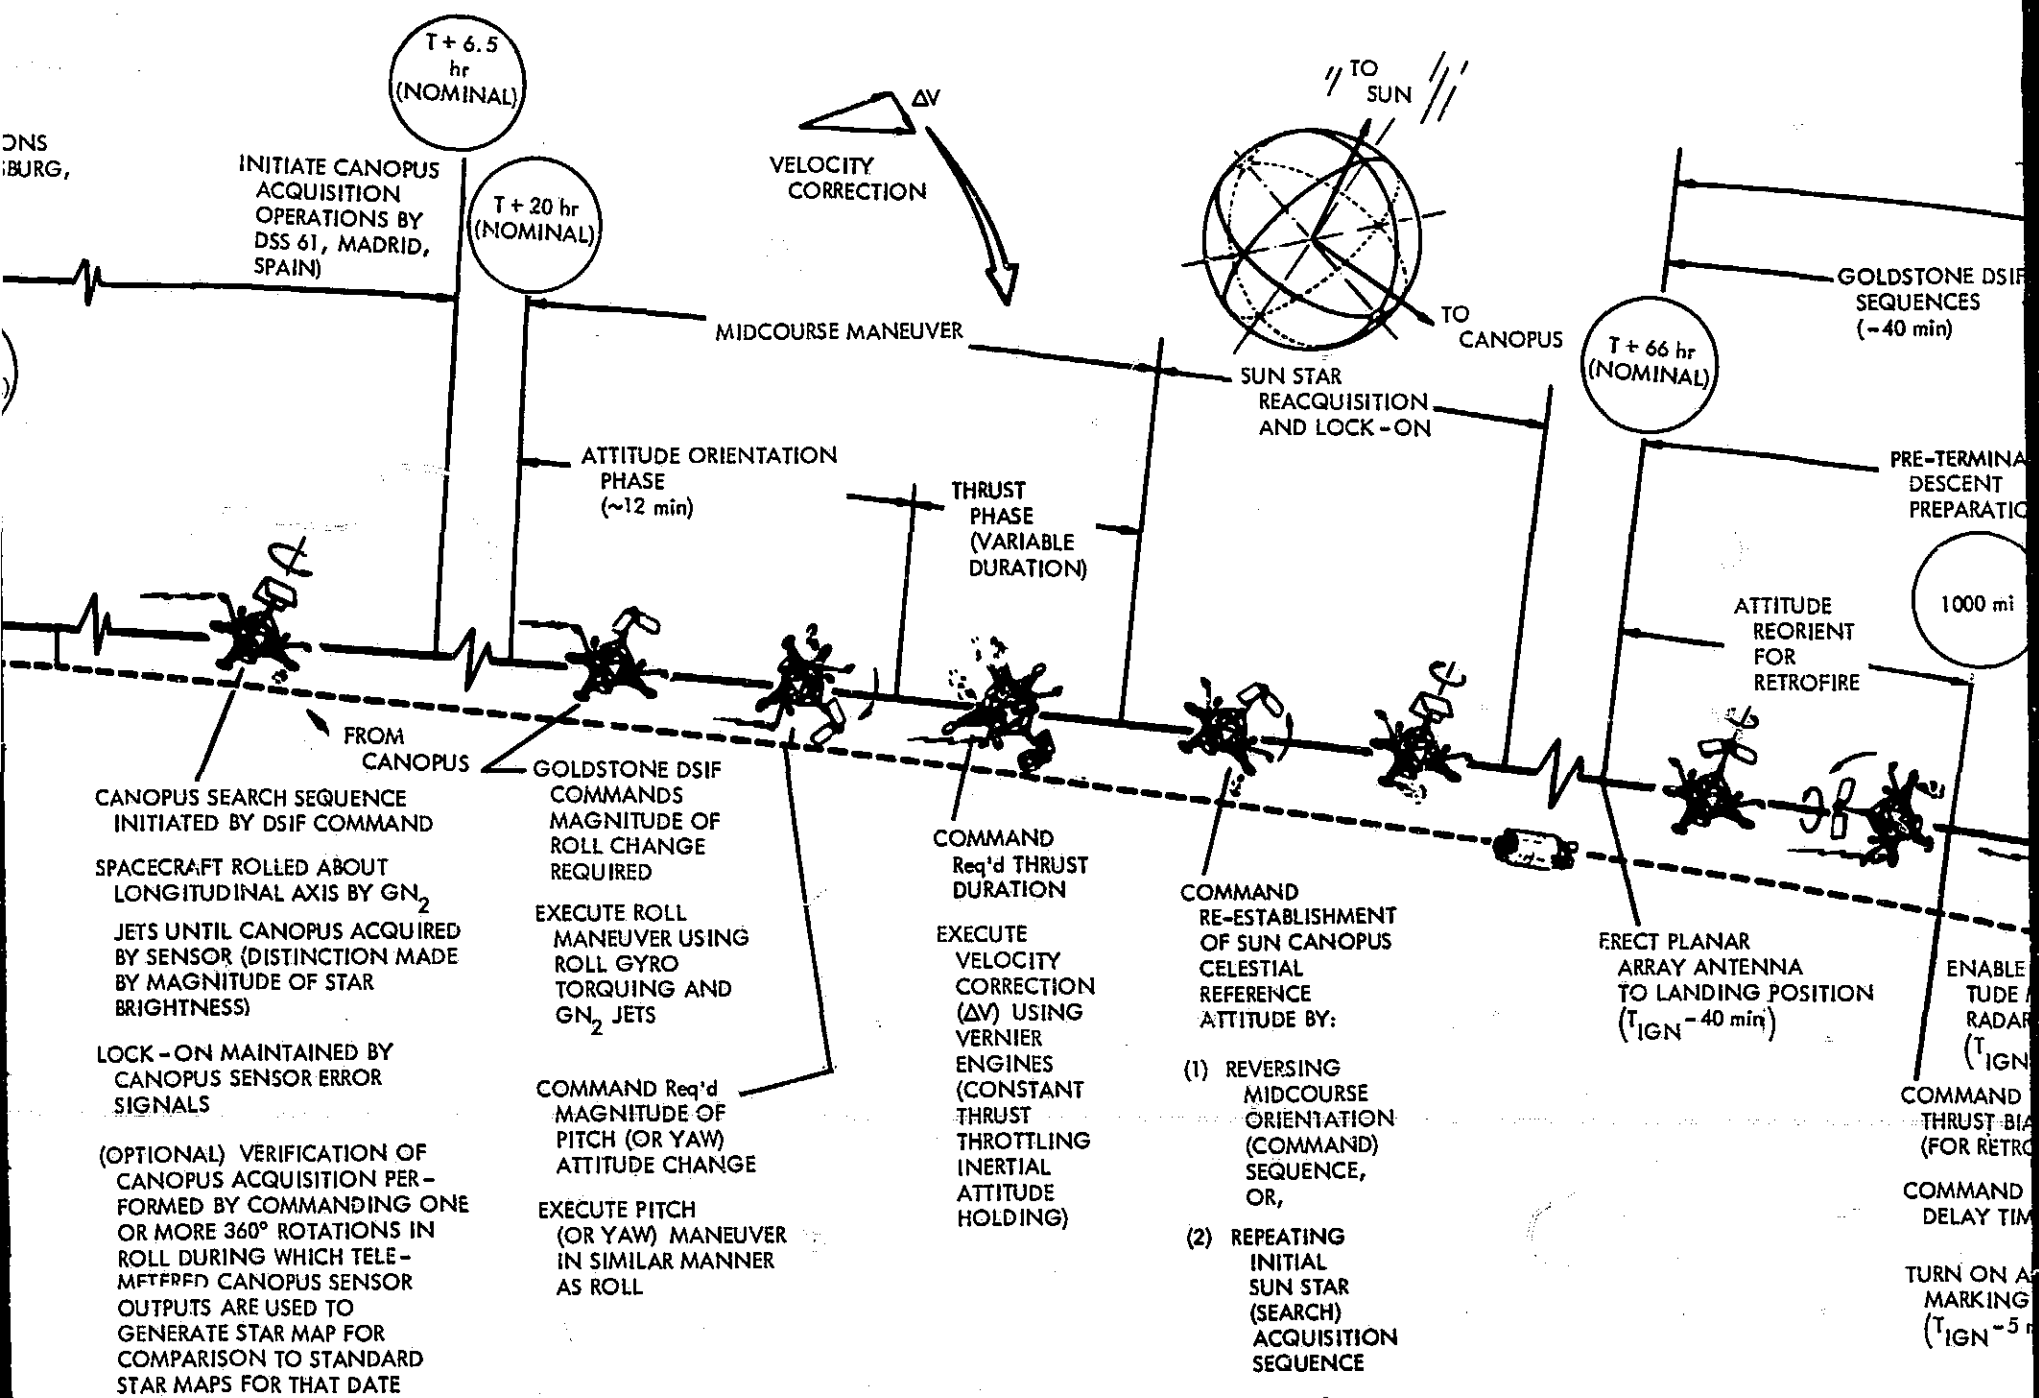 T + 6.5
hr
(NOMINAL)
INITIATE CANOPUS
ACQUISITION
OPERATIONS BY
DSS 61, MADRID,
SPAIN)
T + 20 hr
(NOMINAL)
ΔV
VELOCITY
CORRECTION
TO
SUN
TO
CANOPUS
MIDCOURSE MANEUVER
SUN STAR
REACQUISITION
AND LOCK-ON
T + 66 hr
(NOMINAL)
GOLDSTONE DSIF
SEQUENCES
(~40 min)
ATTITUDE ORIENTATION
PHASE
(~12 min)
THRUST
PHASE
(VARIABLE
DURATION)
DESCENT
1000 mi
ATTITUDE
REORIENT
FOR
RETROFIRE
FROM
CANOPUS
CANOPUS SEARCH SEQUENCE
INITIATED BY DSIF COMMAND
SPACECRAFT ROLLED ABOUT
LONGITUDINAL AXIS BY GN2
JETS UNTIL CANOPUS ACQUIRED
BY SENSOR (DISTINCTION MADE
BY MAGNITUDE OF STAR
BRIGHTNESS)
LOCK-ON MAINTAINED BY
CANOPUS SENSOR ERROR
SIGNALS
(OPTIONAL) VERIFICATION OF
CANOPUS ACQUISITION PER-
FORMED BY COMMANDING ONE
OR MORE 360° ROTATIONS IN
ROLL DURING WHICH TELE-
METERED CANOPUS SENSOR
OUTPUTS ARE USED TO
GENERATE STAR MAP FOR
COMPARISON TO STANDARD
STAR MAPS FOR THAT DATE
GOLDSTONE DSIF
COMMANDS
MAGNITUDE OF
ROLL CHANGE
REQUIRED
EXECUTE ROLL
MANEUVER USING
ROLL GYRO
TORQUING AND
GN2 JETS
COMMAND Req'd
MAGNITUDE OF
PITCH (OR YAW)
ATTITUDE CHANGE
EXECUTE PITCH
(OR YAW) MANEUVER
IN SIMILAR MANNER
AS ROLL
COMMAND
Req'd THRUST
DURATION
EXECUTE
VELOCITY
CORRECTION
(ΔV) USING
VERNIER
ENGINES
(CONSTANT
THRUST
THROTTLING
INERTIAL
ATTITUDE
HOLDING)
COMMAND
RE-ESTABLISHMENT
OF SUN CANOPUS
CELESTIAL
REFERENCE
ATTITUDE BY:
(1) REVERSING
MIDCOURSE
ORIENTATION
(COMMAND)
SEQUENCE,
OR,
(2) REPEATING
INITIAL
SUN STAR
(SEARCH)
ACQUISITION
SEQUENCE
ERECT PLANAR
ARRAY ANTENNA
TO LANDING POSITION
(TIGN - 40 min)
ENABLE
RADAR
(TIGN
COMMAND
THRUST
(FOR
COMMAND
DELAY
TURN ON
MARKING
(TIGN - 5